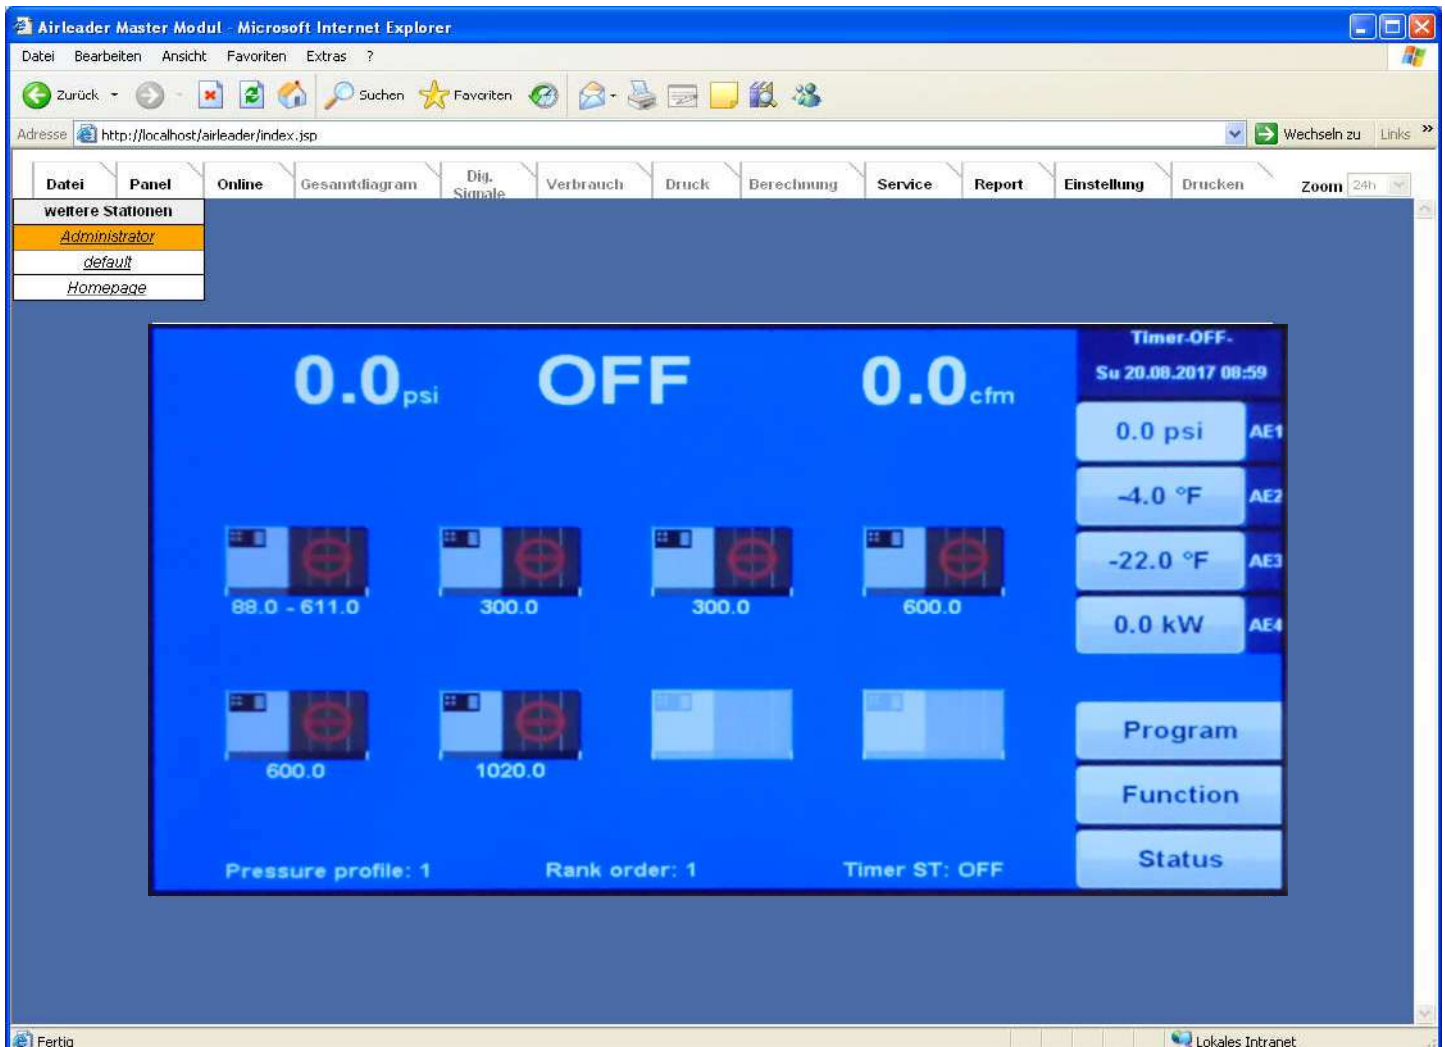 Airleader Master Modul - Microsoft Internet Explorer
Datei Bearbeiten Ansicht Favoriten Extras ?
Zurück Suchen Favoriten
Adresse http://localhost/airleader/index.jsp Wechseln zu Links »
Datei Panel Online Gesamtdiagram Dig. Signale Verbrauch Druck Berechnung Service Report Einstellung Drucken Zoom 24h
weitere Stationen
Administrator
default
Homepage
0.0 psi OFF 0.0 cfm
Timer-OFF-
Su 20.08.2017 08:59
0.0 psi AE1
-4.0 °F AE2
-22.0 °F AE3
0.0 kW AE4
88.0 - 611.0 300.0 300.0 600.0
600.0 1020.0
Program
Function
Status
Pressure profile: 1 Rank order: 1 Timer ST: OFF
Fertig Lokales Intranet